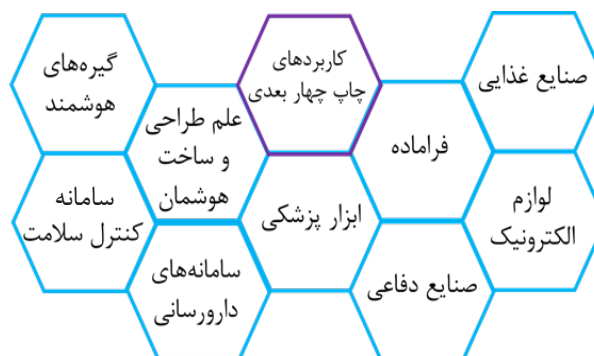 کاربردهای
چاپ چهار بعدی
صنایع غذایی
فراماده
علم طراحی
و ساخت
هوشمان
گیره‌های
هوشمند
لوازم
الکترونیک
ابزار پزشکی
سامانه
کنترل سلامت
صنایع دفاعی
سامانه‌های
دارورسانی